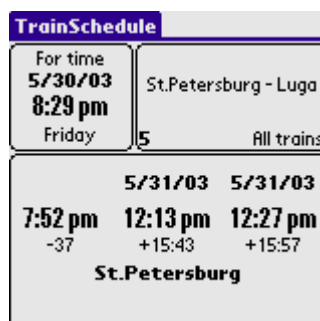 TrainSchedule
For time
5/30/03
8:29 pm
Friday
St.Petersburg - Luga
5 All trains
5/31/03 5/31/03
7:52 pm 12:13 pm 12:27 pm
-37 +15:43 +15:57
St.Petersburg